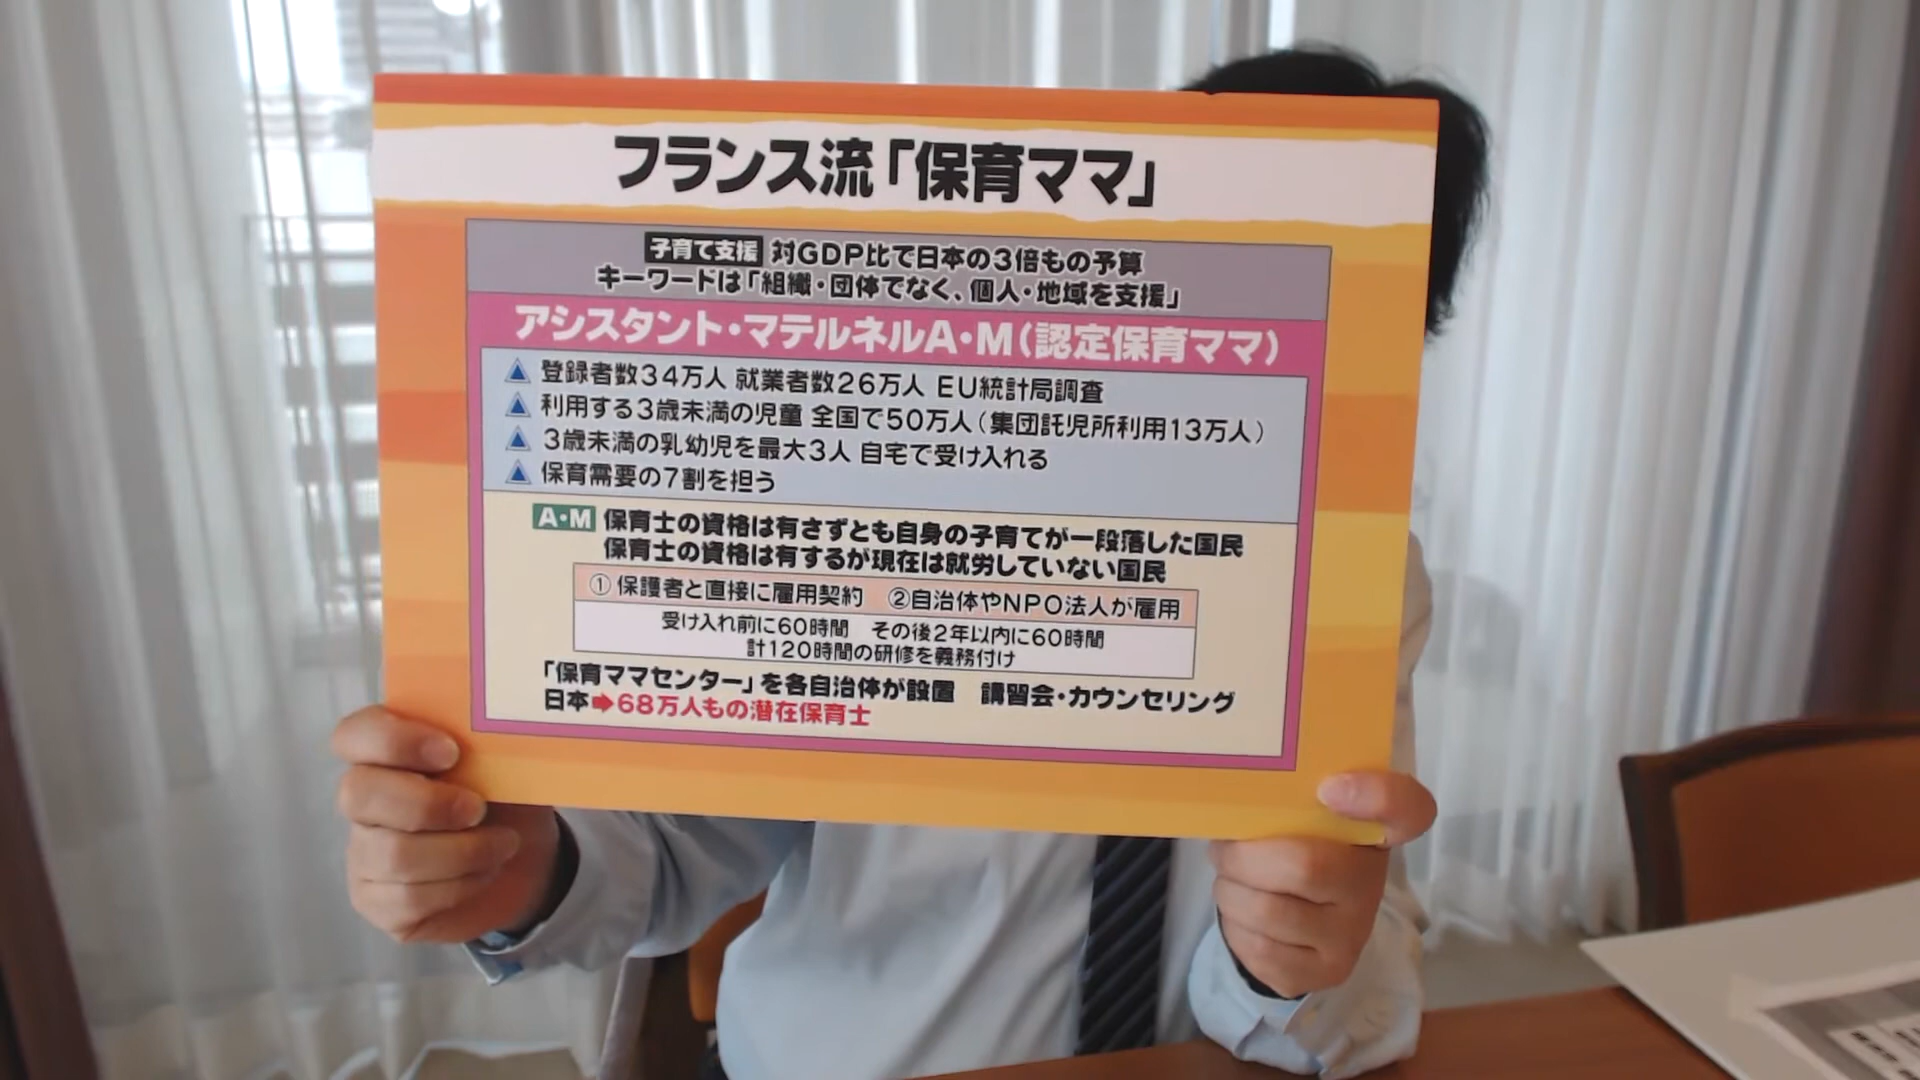 フランス流「保育ママ」
子育て支援 対GDP比で日本の3倍もの予算
キーワードは「組織・団体でなく、個人・地域を支援」
アシスタント・マテルネルA・M(認定保育ママ)
▲ 登録者数34万人 就業者数26万人 EU統計局調査
▲ 利用する3歳未満の児童 全国で50万人(集団託児所利用13万人)
▲ 3歳未満の乳幼児を最大3人 自宅で受け入れる
▲ 保育需要の7割を担う
A・M 保育士の資格は有さずとも自身の子育てが一段落した国民
保育士の資格は有するが現在は就労していない国民
① 保護者と直接に雇用契約 ②自治体やNPO法人が雇用
受け入れ前に60時間 その後2年以内に60時間
計120時間の研修を義務付け
「保育ママセンター」を各自治体が設置 講習会・カウンセリング
日本➡68万人もの潜在保育士